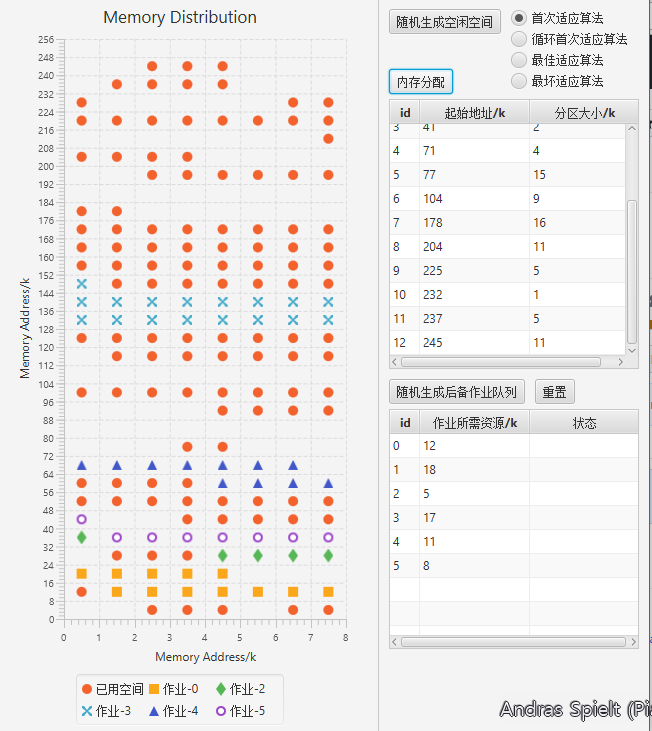 Memory Distribution
256
248
240
232
224
216
208
200
192
184
176
168
160
152
144
136
128
120
112
104
96
88
80
72
64
56
48
40
32
24
16
8
0
Memory Address/k
0 1 2 3 4 5 6 7 8
Memory Address/k
已用空间 作业-0 作业-2
作业-3 作业-4 作业-5
随机生成空闲空间
首次适应算法
循环首次适应算法
最佳适应算法
最坏适应算法
内存分配
id 起始地址/k 分区大小/k
3 41 2
4 71 4
5 77 15
6 104 9
7 178 16
8 204 11
9 225 5
10 232 1
11 237 5
12 245 11
随机生成后备作业队列 重置
id 作业所需资源/k 状态
0 12
1 18
2 5
3 17
4 11
5 8
Andras Spielt (Pi